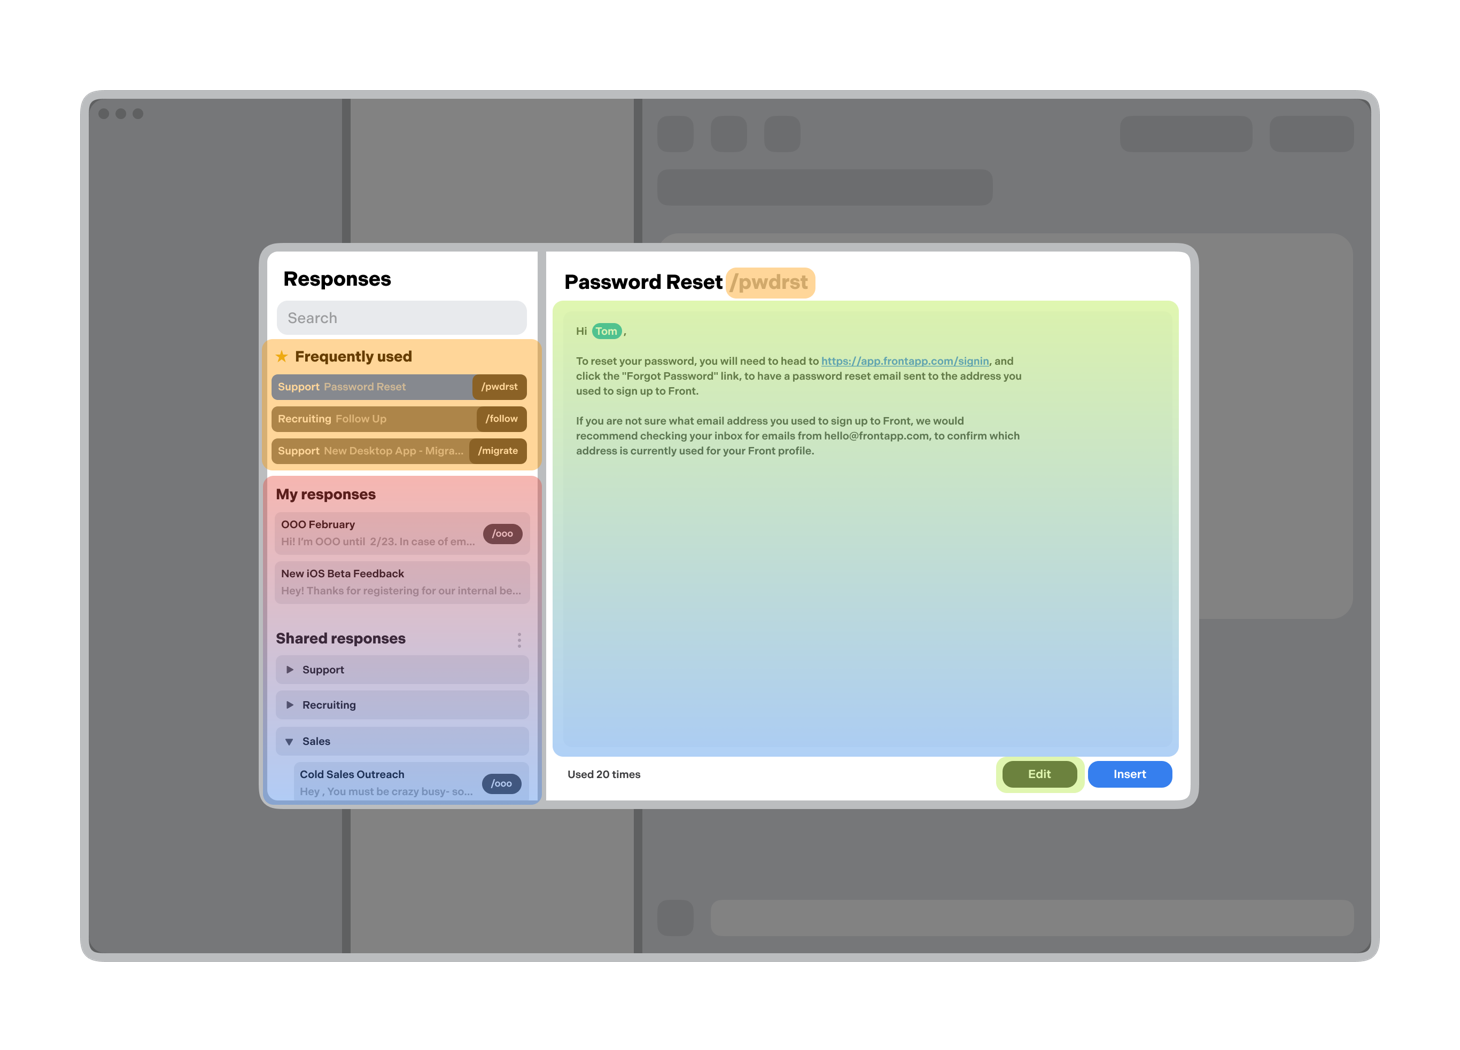 Responses
Search
Frequently used
Support Password Reset /pwdrst
Recruiting Follow Up /follow
Support New Desktop App - Migra... /migrate
My responses
OOO February
Hi! I'm OOO until 2/23. In case of em...
/ooo
New iOS Beta Feedback
Hey! Thanks for registering for our internal be...
Shared responses
Support
Recruiting
Sales
Cold Sales Outreach
Hey , You must be crazy busy- so...
/ooo
Password Reset /pwdrst
Hi Tom ,
To reset your password, you will need to head to https://app.frontapp.com/signin, and
click the "Forgot Password" link, to have a password reset email sent to the address you
used to sign up to Front.
If you are not sure what email address you used to sign up to Front, we would
recommend checking your inbox for emails from hello@frontapp.com, to confirm which
address is currently used for your Front profile.
Used 20 times
Edit
Insert